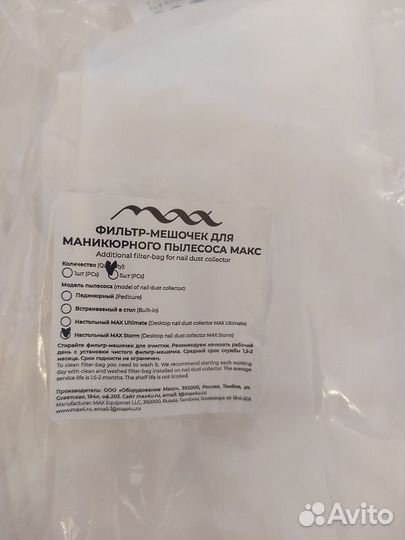 max
ФИЛЬТР-МЕШОЧЕК ДЛЯ
МАНИКЮРНОГО ПЫЛЕСОСА МАКС
Additional filter-bag for nail dust collector
Количество (Quantity):
1шт (PCs) 5шт (PCs)
Модель пылесоса (model of nail dust collector):
Педикюрный (Pedicure)
Встраиваемый в стол (Built-in)
Настольный MAX Ultimate (Desktop nail dust collector MAX Ultimate)
Настольный MAX Storm (Desktop nail dust collector MAX Storm)
Стирайте фильтр-мешочек для очистки. Рекомендуем начинать рабочий
день с установки чистого фильтр-мешочка. Средний срок службы 1,5-2
месяца. Срок годности не ограничен.
To clean filter-bag you need to wash it. We recommend starting each working
day with clean and washed filter-bag installed on nail dust collector. The average
service life is 1,5-2 months. The shelf life is not limited.
Производитель: ООО «Оборудование Макс», 392000, Россия, Тамбов, ул.
Советская, 194л, оф.203. Сайт max4u.ru, email: i@max4u.ru
Manufacturer: MAX Equipmet LLC, 392000, Russia, Tambov, Sovetskaya str 194l-203
www.max4.ru, email: i@max4u.ru
Avito